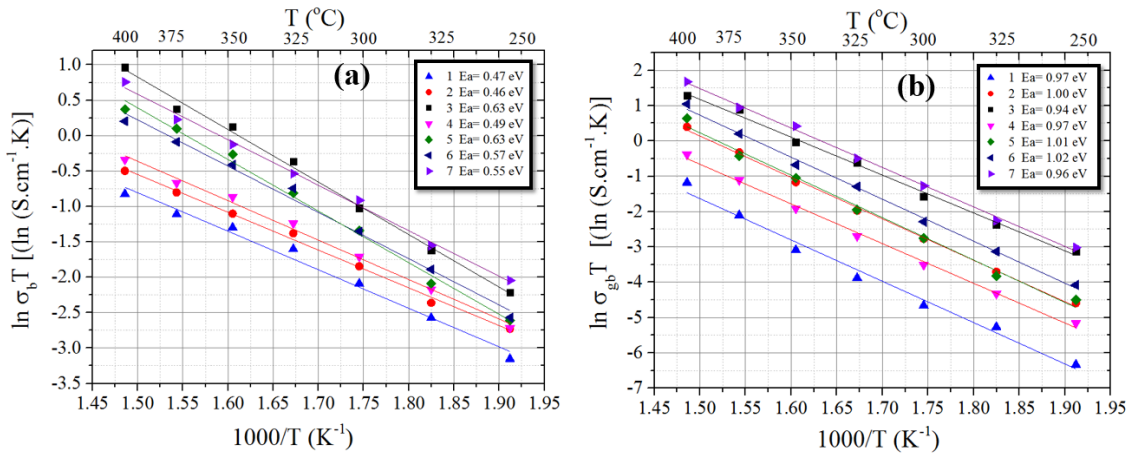 T (°C)
400 375 350 325 300 275 250
(a)
1 Ea= 0.47 eV
2 Ea= 0.46 eV
3 Ea= 0.63 eV
4 Ea= 0.49 eV
5 Ea= 0.63 eV
6 Ea= 0.57 eV
7 Ea= 0.55 eV
1.0
0.5
0.0
-0.5
-1.0
-1.5
-2.0
-2.5
-3.0
-3.5
ln σbT [(ln (S.cm⁻¹.K)]
1.45 1.50 1.55 1.60 1.65 1.70 1.75 1.80 1.85 1.90 1.95
1000/T (K⁻¹)
T (°C)
400 375 350 325 300 275 250
(b)
1 Ea= 0.97 eV
2 Ea= 1.00 eV
3 Ea= 0.94 eV
4 Ea= 0.97 eV
5 Ea= 1.01 eV
6 Ea= 1.02 eV
7 Ea= 0.96 eV
2
1
0
-1
-2
-3
-4
-5
-6
-7
ln σgbT [(ln (S.cm⁻¹.K)]
1.45 1.50 1.55 1.60 1.65 1.70 1.75 1.80 1.85 1.90 1.95
1000/T (K⁻¹)